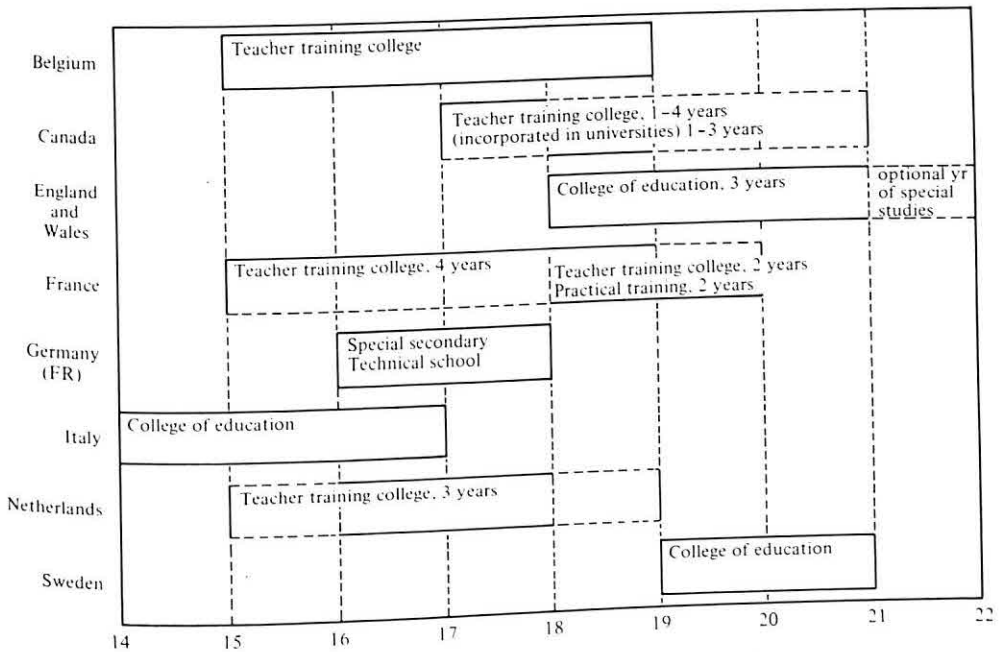 Belgium
Teacher training college
Canada
Teacher training college, 1-4 years
(incorporated in universities) 1-3 years
England
and
Wales
College of education, 3 years
optional yr
of special
studies
France
Teacher training college, 4 years
Teacher training college, 2 years
Practical training, 2 years
Germany
(FR)
Special secondary
Technical school
Italy
College of education
Netherlands
Teacher training college, 3 years
Sweden
College of education
14 15 16 17 18 19 20 21 22